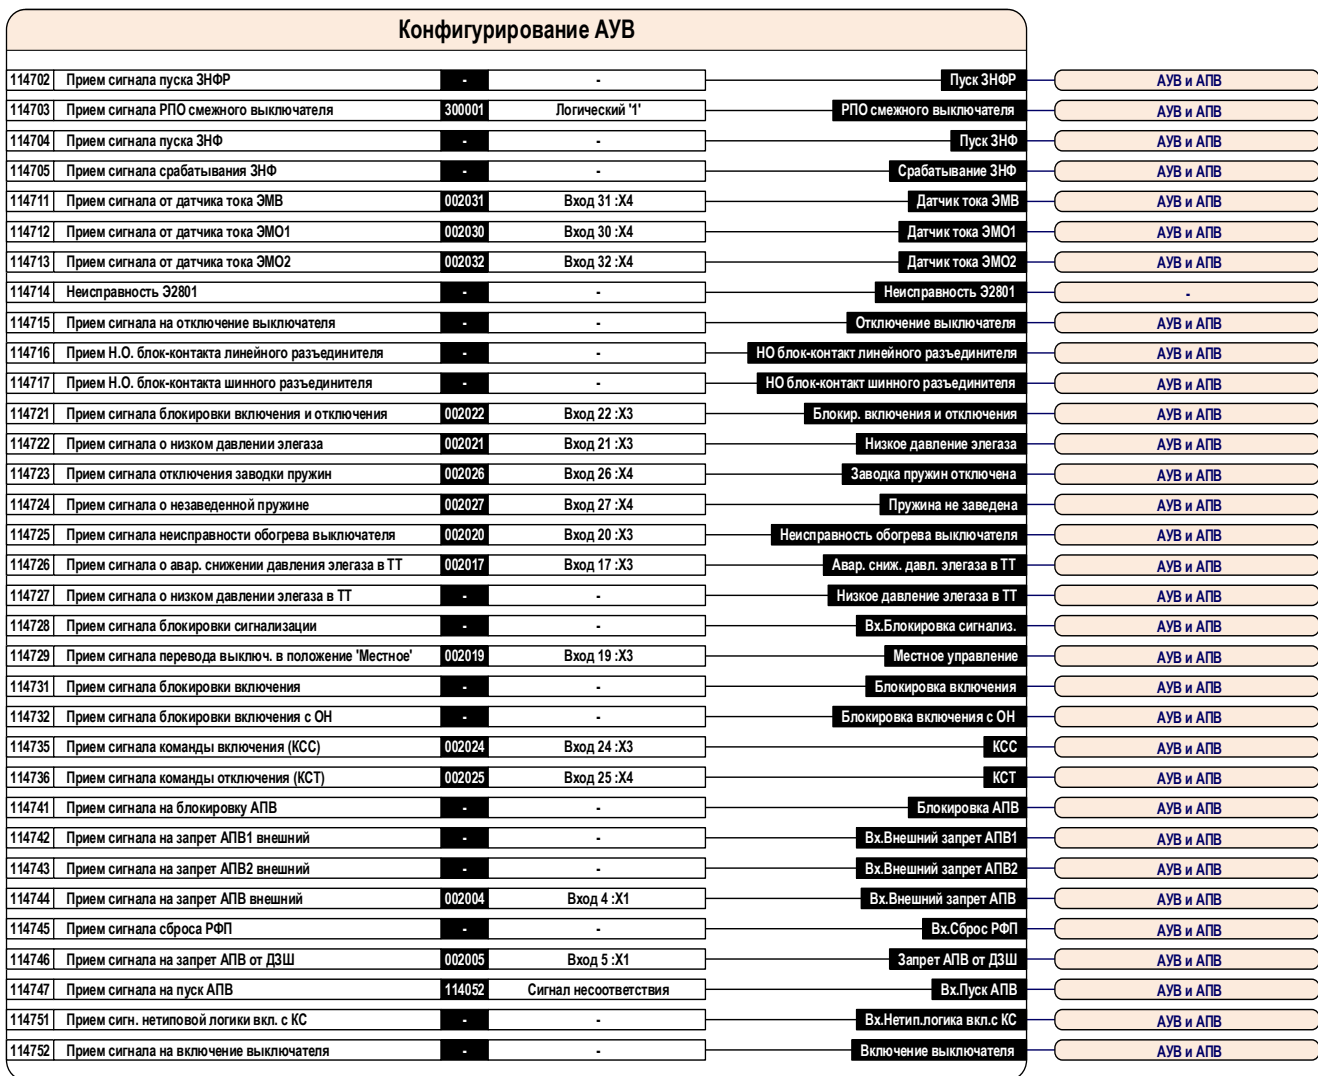 Конфигурирование АУВ
114702 Прием сигнала пуска ЗНФР - - Пуск ЗНФР АУВ и АПВ
114703 Прием сигнала РПО смежного выключателя 300001 Логический '1' РПО смежного выключателя АУВ и АПВ
114704 Прием сигнала пуска ЗНФ - - Пуск ЗНФ АУВ и АПВ
114705 Прием сигнала срабатывания ЗНФ - - Срабатывание ЗНФ АУВ и АПВ
114711 Прием сигнала от датчика тока ЭМВ 002031 Вход 31 :X4 Датчик тока ЭМВ АУВ и АПВ
114712 Прием сигнала от датчика тока ЭМО1 002030 Вход 30 :X4 Датчик тока ЭМО1 АУВ и АПВ
114713 Прием сигнала от датчика тока ЭМО2 002032 Вход 32 :X4 Датчик тока ЭМО2 АУВ и АПВ
114714 Неисправность Э2801 - - Неисправность Э2801 -
114715 Прием сигнала на отключение выключателя - - Отключение выключателя АУВ и АПВ
114716 Прием Н.О. блок-контакта линейного разъединителя - - НО блок-контакт линейного разъединителя АУВ и АПВ
114717 Прием Н.О. блок-контакта шинного разъединителя - - НО блок-контакт шинного разъединителя АУВ и АПВ
114721 Прием сигнала блокировки включения и отключения 002022 Вход 22 :X3 Блокир. включения и отключения АУВ и АПВ
114722 Прием сигнала о низком давлении элегаза 002021 Вход 21 :X3 Низкое давление элегаза АУВ и АПВ
114723 Прием сигнала отключения заводки пружин 002026 Вход 26 :X4 Заводка пружин отключена АУВ и АПВ
114724 Прием сигнала о незаведенной пружине 002027 Вход 27 :X4 Пружина не заведена АУВ и АПВ
114725 Прием сигнала неисправности обогрева выключателя 002020 Вход 20 :X3 Неисправность обогрева выключателя АУВ и АПВ
114726 Прием сигнала о авар. снижении давления элегаза в ТТ 002017 Вход 17 :X3 Авар. сниж. давл. элегаза в ТТ АУВ и АПВ
114727 Прием сигнала о низком давлении элегаза в ТТ - - Низкое давление элегаза в ТТ АУВ и АПВ
114728 Прием сигнала блокировки сигнализации - - Вх.Блокировка сигнализ. АУВ и АПВ
114729 Прием сигнала перевода выключ. в положение 'Местное' 002019 Вход 19 :X3 Местное управление АУВ и АПВ
114731 Прием сигнала блокировки включения - - Блокировка включения АУВ и АПВ
114732 Прием сигнала блокировки включения с ОН - - Блокировка включения с ОН АУВ и АПВ
114735 Прием сигнала команды включения (КСС) 002024 Вход 24 :X3 КСС АУВ и АПВ
114736 Прием сигнала команды отключения (КСТ) 002025 Вход 25 :X4 КСТ АУВ и АПВ
114741 Прием сигнала на блокировку АПВ - - Блокировка АПВ АУВ и АПВ
114742 Прием сигнала на запрет АПВ1 внешний - - Вх.Внешний запрет АПВ1 АУВ и АПВ
114743 Прием сигнала на запрет АПВ2 внешний - - Вх.Внешний запрет АПВ2 АУВ и АПВ
114744 Прием сигнала на запрет АПВ внешний 002004 Вход 4 :X1 Вх.Внешний запрет АПВ АУВ и АПВ
114745 Прием сигнала сброса РФП - - Вх.Сброс РФП АУВ и АПВ
114746 Прием сигнала на запрет АПВ от ДЗШ 002005 Вход 5 :X1 Запрет АПВ от ДЗШ АУВ и АПВ
114747 Прием сигнала на пуск АПВ 114052 Сигнал несоответствия Вх.Пуск АПВ АУВ и АПВ
114751 Прием сигн. нетиповой логики вкл. с КС - - Вх.Нетип.логика вкл.с КС АУВ и АПВ
114752 Прием сигнала на включение выключателя - - Включение выключателя АУВ и АПВ